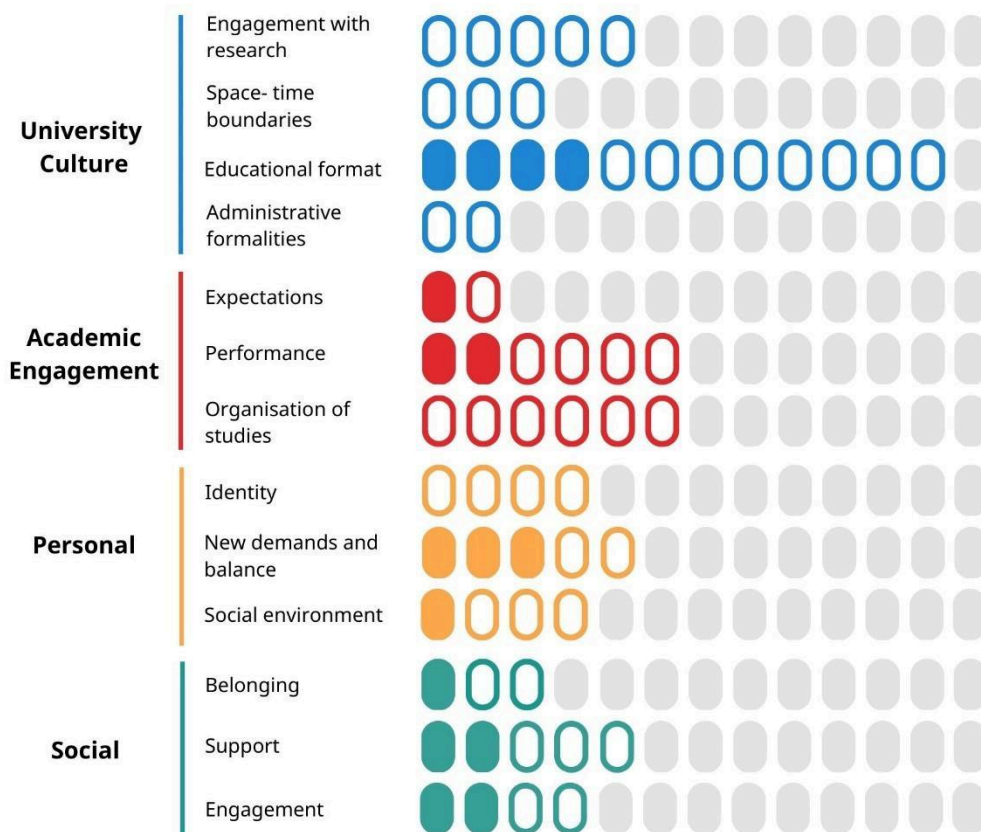 University
Culture
Engagement with
research
Space- time
boundaries
Educational format
Administrative
formalities
Academic
Engagement
Expectations
Performance
Organisation of
studies
Personal
Identity
New demands and
balance
Social environment
Social
Belonging
Support
Engagement